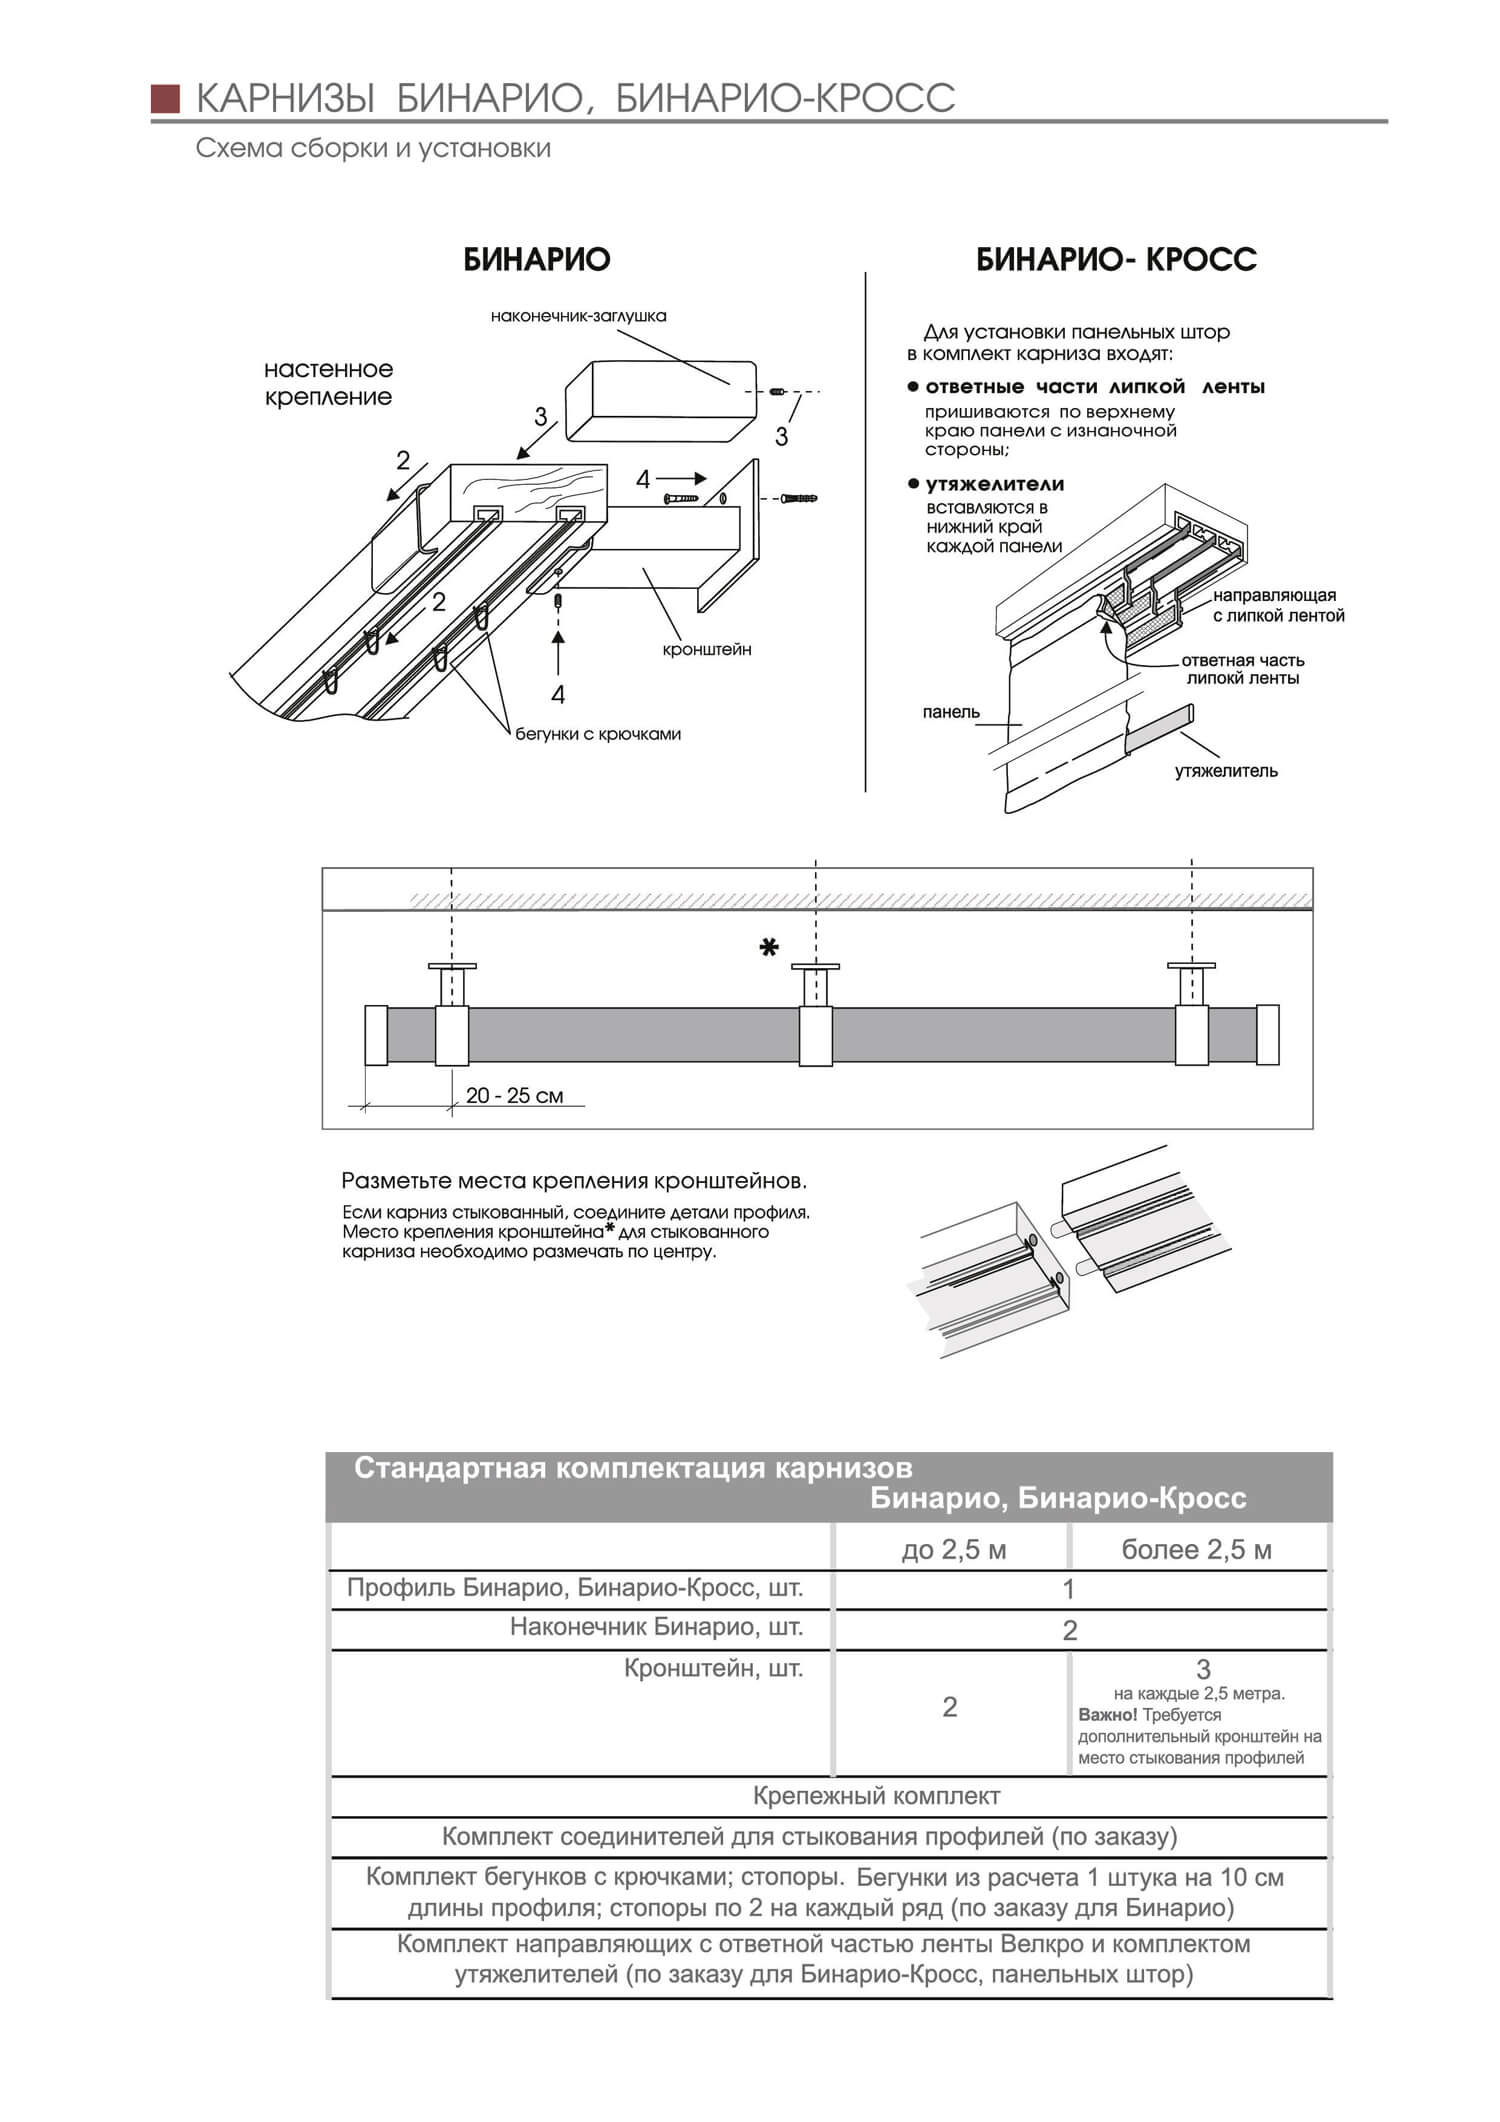 КАРНИЗЫ БИНАРИО, БИНАРИО-КРОСС
Схема сборки и установки
БИНАРИО
наконечник-заглушка
настенное
крепление
3
3
2
4
2
кронштейн
4
бегунки с крючками
БИНАРИО- КРОСС
Для установки панельных штор
в комплект карниза входят:
● ответные части липкой ленты
пришиваются по верхнему
краю панели с изнаночной
стороны;
● утяжелители
вставляются в
нижний край
каждой панели
направляющая
с липкой лентой
ответная часть
липокй ленты
панель
утяжелитель
*
20 - 25 см
Разметьте места крепления кронштейнов.
Если карниз стыкованный, соедините детали профиля.
Место крепления кронштейна* для стыкованного
карниза необходимо размечать по центру.
Стандартная комплектация карнизов
Бинарио, Бинарио-Кросс
до 2,5 м
более 2,5 м
Профиль Бинарио, Бинарио-Кросс, шт.
1
Наконечник Бинарио, шт.
2
Кронштейн, шт.
2
3
на каждые 2,5 метра.
Важно! Требуется
дополнительный кронштейн на
место стыкования профилей
Крепежный комплект
Комплект соединителей для стыкования профилей (по заказу)
Комплект бегунков с крючками; стопоры. Бегунки из расчета 1 штука на 10 см
длины профиля; стопоры по 2 на каждый ряд (по заказу для Бинарио)
Комплект направляющих с ответной частью ленты Велкро и комплектом
утяжелителей (по заказу для Бинарио-Кросс, панельных штор)